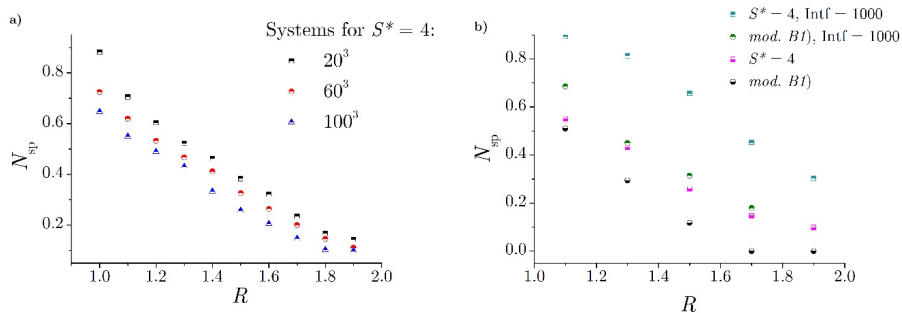 a)
Systems for S* = 4:
20³
60³
100³
0.8
0.6
0.4
0.2
Nsp
1.0 1.2 1.4 1.6 1.8 2.0
R
b)
S* − 4, Intf − 1000
mod. B1), Intf − 1000
S* − 4
mod. B1)
0.8
0.6
0.4
0.2
0.0
Nsp
1.0 1.2 1.4 1.6 1.8 2.0
R